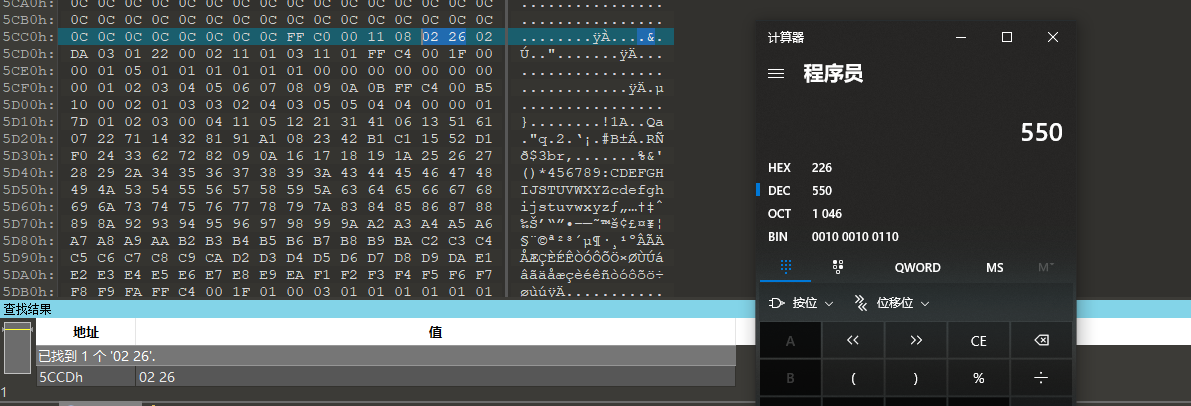 5CA0h: 0C 0C 0C 0C 0C 0C 0C 0C 0C 0C 0C 0C 0C 0C 0C 0C ................
5CB0h: 0C 0C 0C 0C 0C 0C 0C 0C 0C 0C 0C 0C 0C 0C 0C 0C ................
5CC0h: 0C 0C 0C 0C 0C 0C 0C 0C FF C0 00 11 08 02 26 02 ........ÿÀ....&.
5CD0h: DA 03 01 22 00 02 11 01 03 11 01 FF C4 00 1F 00 Ú..".......ÿÄ...
5CE0h: 00 01 05 01 01 01 01 01 01 00 00 00 00 00 00 00 ................
5CF0h: 00 01 02 03 04 05 06 07 08 09 0A 0B FF C4 00 B5 ............ÿÄ.µ
5D00h: 10 00 02 01 03 03 02 04 03 05 05 04 04 00 00 01 ................
5D10h: 7D 01 02 03 00 04 11 05 12 21 31 41 06 13 51 61 }........!1A..Qa
5D20h: 07 22 71 14 32 81 91 A1 08 23 42 B1 C1 15 52 D1 ."q.2.‘¡.#B±Á.RÑ
5D30h: F0 24 33 62 72 82 09 0A 16 17 18 19 1A 25 26 27 ð$3br‚.......%&'
5D40h: 28 29 2A 34 35 36 37 38 39 3A 43 44 45 46 47 48 ()*456789:CDEFGH
5D50h: 49 4A 53 54 55 56 57 58 59 5A 63 64 65 66 67 68 IJSTUVWXYZcdefgh
5D60h: 69 6A 73 74 75 76 77 78 79 7A 83 84 85 86 87 88 ijstuvwxyzƒ„…†‡ˆ
5D70h: 89 8A 92 93 94 95 96 97 98 99 9A A2 A3 A4 A5 A6 ‰Š’“”•–—˜™š¢£¤¥¦
5D80h: A7 A8 A9 AA B2 B3 B4 B5 B6 B7 B8 B9 BA C2 C3 C4 §¨©ª²³´µ¶·¸¹ºÂÃÄ
5D90h: C5 C6 C7 C8 C9 CA D2 D3 D4 D5 D6 D7 D8 D9 DA E1 ÅÆÇÈÉÊÒÓÔÕÖ×ØÙÚá
5DA0h: E2 E3 E4 E5 E6 E7 E8 E9 EA F1 F2 F3 F4 F5 F6 F7 âãäåæçèéêñòóôõö÷
5DB0h: F8 F9 FA FF C4 00 1F 01 00 03 01 01 01 01 01 01 øùúÿÄ...........
查找结果
地址 值
已找到 1 个 '02 26'.
5CCDh 02 26
1
计算器
程序员
550
HEX 226
DEC 550
OCT 1 046
BIN 0010 0010 0110
QWORD MS M˅
按位 位移位
A << >> CE
B ( ) % ÷